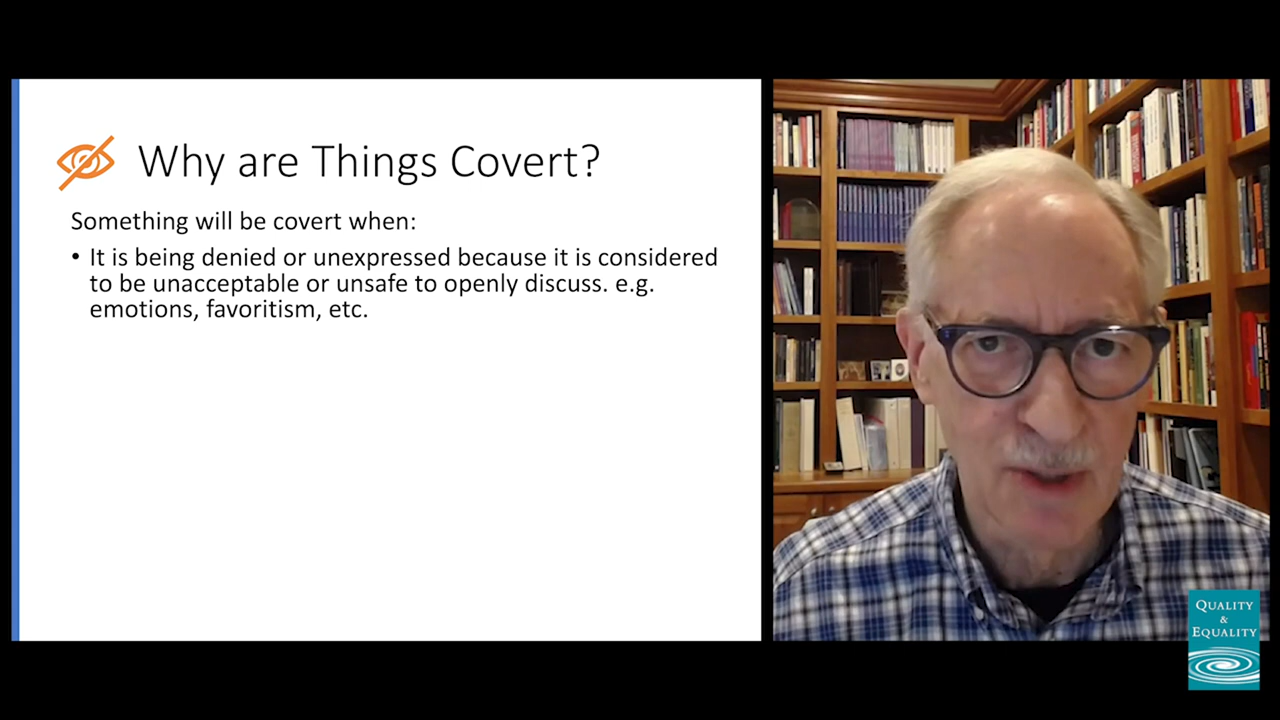 Why are Things Covert?
Something will be covert when:
• It is being denied or unexpressed because it is considered
to be unacceptable or unsafe to openly discuss. e.g.
emotions, favoritism, etc.
QUALITY
&
EQUALITY